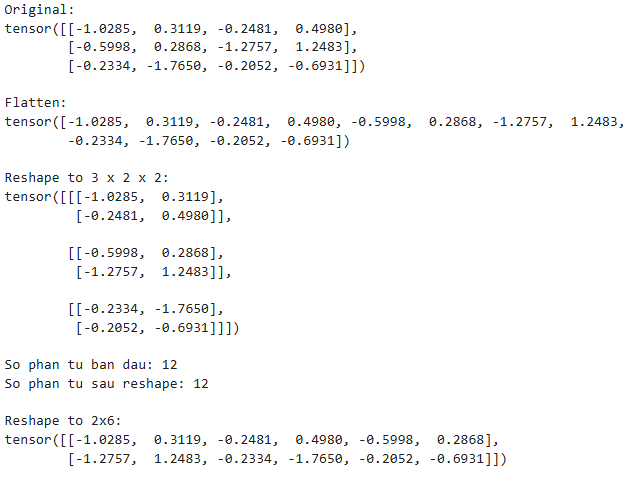 Original:
tensor([[-1.0285,  0.3119, -0.2481,  0.4980],
        [-0.5998,  0.2868, -1.2757,  1.2483],
        [-0.2334, -1.7650, -0.2052, -0.6931]])

Flatten:
tensor([-1.0285,  0.3119, -0.2481,  0.4980, -0.5998,  0.2868, -1.2757,  1.2483,
        -0.2334, -1.7650, -0.2052, -0.6931])

Reshape to 3 x 2 x 2:
tensor([[[-1.0285,  0.3119],
         [-0.2481,  0.4980]],

        [[-0.5998,  0.2868],
         [-1.2757,  1.2483]],

        [[-0.2334, -1.7650],
         [-0.2052, -0.6931]]])

So phan tu ban dau: 12
So phan tu sau reshape: 12

Reshape to 2x6:
tensor([[-1.0285,  0.3119, -0.2481,  0.4980, -0.5998,  0.2868],
        [-1.2757,  1.2483, -0.2334, -1.7650, -0.2052, -0.6931]])